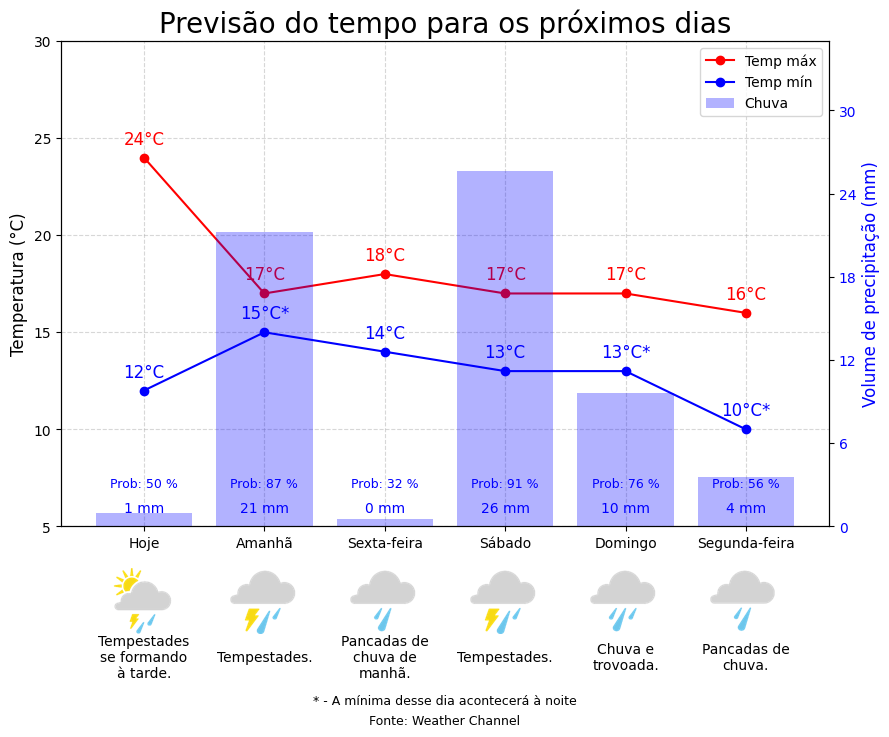 Previsão do tempo para os próximos dias
Temp máx
Temp mín
Chuva
Temperatura (°C)
30
25
20
15
10
5
Volume de precipitação (mm)
30
24
18
12
6
0
24°C
17°C
18°C
17°C
17°C
16°C
12°C
15°C*
14°C
13°C
13°C*
10°C*
Prob: 50 %
Prob: 87 %
Prob: 32 %
Prob: 91 %
Prob: 76 %
Prob: 56 %
1 mm
21 mm
0 mm
26 mm
10 mm
4 mm
Hoje
Amanhã
Sexta-feira
Sábado
Domingo
Segunda-feira
Tempestades
se formando
à tarde.
Tempestades.
Pancadas de
chuva de
manhã.
Tempestades.
Chuva e
trovoada.
Pancadas de
chuva.
* - A mínima desse dia acontecerá à noite
Fonte: Weather Channel